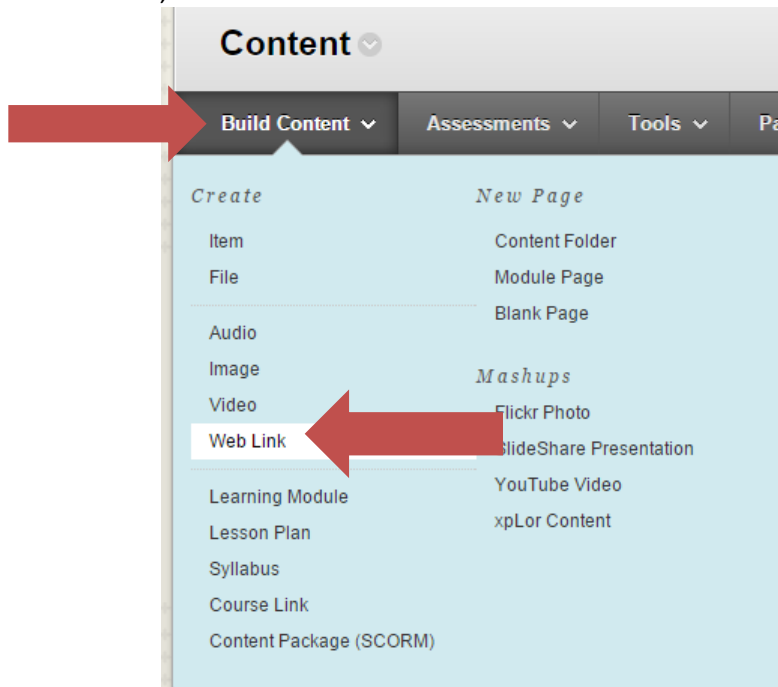 )
Content
Build Content
Assessments
Tools
Pa
Create
Item
File
Audio
Image
Video
Web Link
Learning Module
Lesson Plan
Syllabus
Course Link
Content Package (SCORM)
New Page
Content Folder
Module Page
Blank Page
Mashups
Flickr Photo
SlideShare Presentation
YouTube Video
xpLor Content